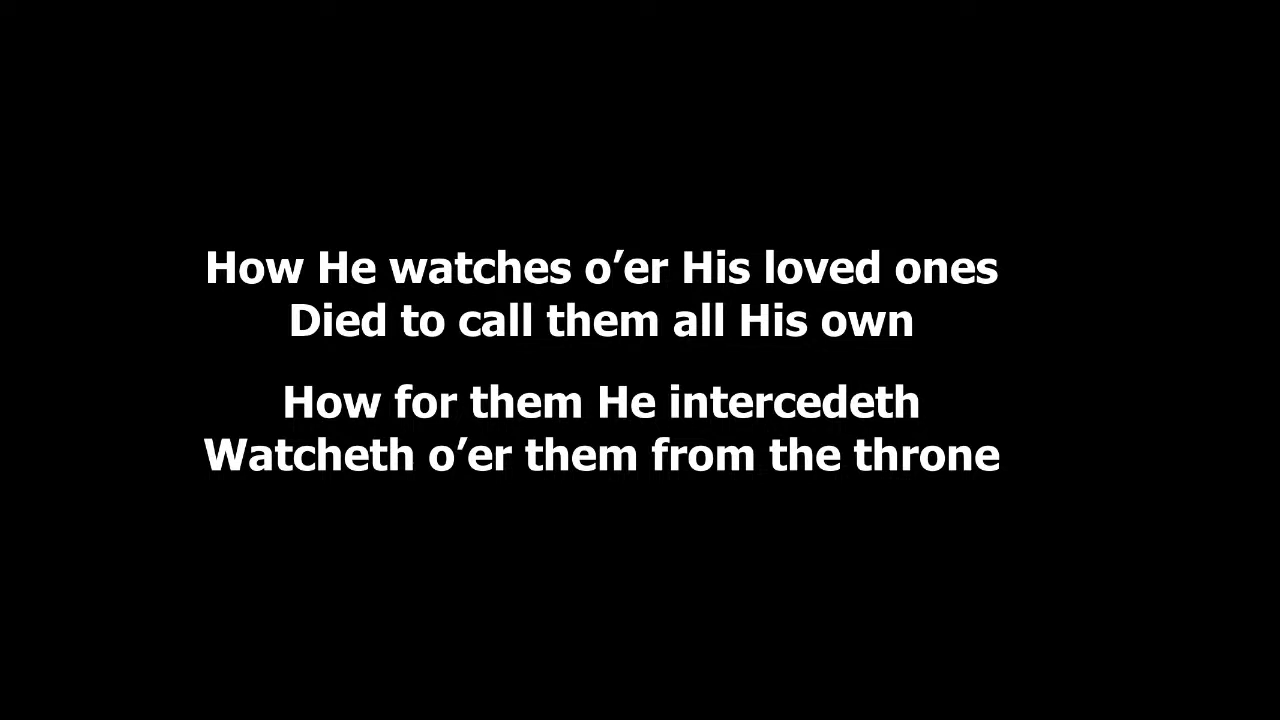 How He watches o’er His loved ones
Died to call them all His own
How for them He intercedeth
Watcheth o’er them from the throne